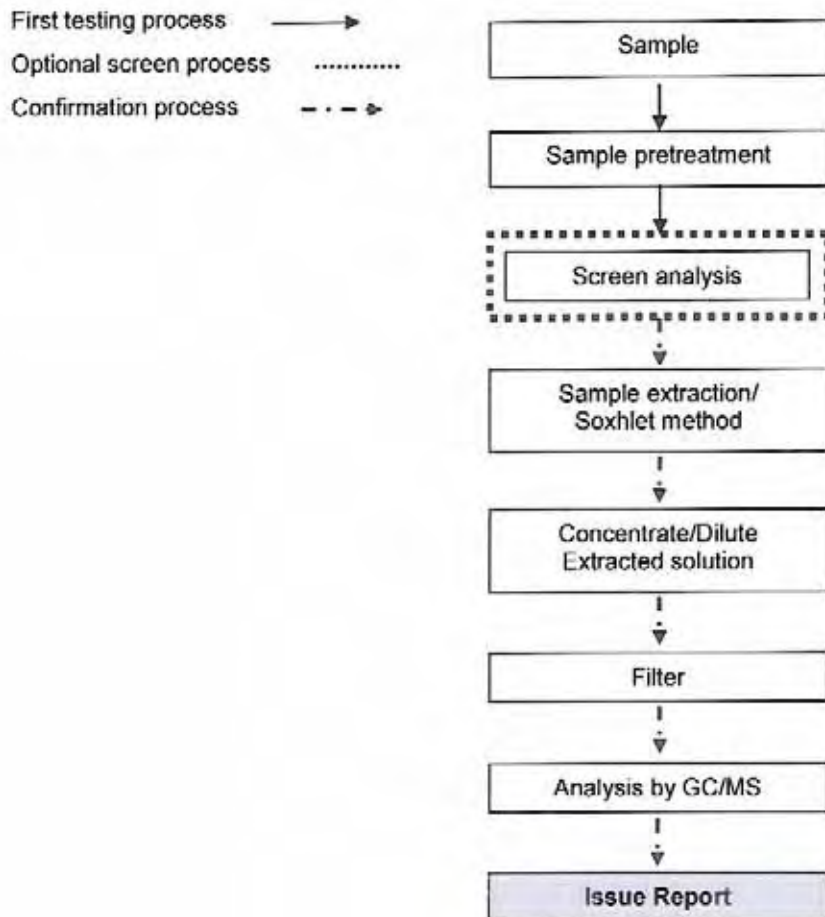 First testing process
Optional screen process
Confirmation process
Sample
Sample pretreatment
Screen analysis
Sample extraction/
Soxhlet method
Concentrate/Dilute
Extracted solution
Filter
Analysis by GC/MS
Issue Report